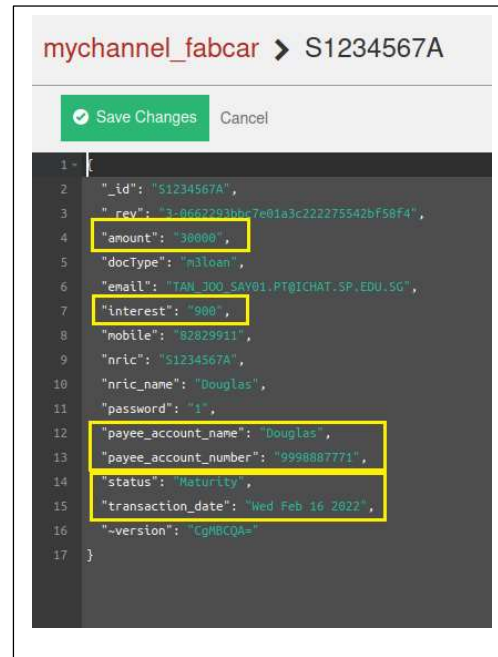 mychannel_fabcar > S1234567A
Save Changes Cancel
1 {
2 "_id": "S1234567A",
3 "_rev": "3-0662293bbc7e01a3c222275542bf58f4",
4 "amount": "30000",
5 "docType": "m3loan",
6 "email": "TAN_JOO_SAY01.PT@ICHAT.SP.EDU.SG",
7 "interest": "900",
8 "mobile": "82829911",
9 "nric": "S1234567A",
10 "nric_name": "Douglas",
11 "password": "1",
12 "payee_account_name": "Douglas",
13 "payee_account_number": "9998887771",
14 "status": "Maturity",
15 "transaction_date": "Wed Feb 16 2022",
16 "~version": "CgMBCQA="
17 }